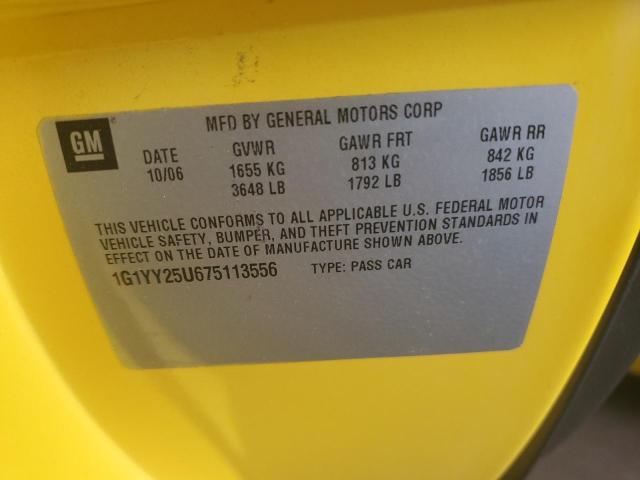 GM
MFD BY GENERAL MOTORS CORP
DATE GVWR GAWR FRT GAWR RR
10/06 1655 KG 813 KG 842 KG
3648 LB 1792 LB 1856 LB
THIS VEHICLE CONFORMS TO ALL APPLICABLE U.S. FEDERAL MOTOR
VEHICLE SAFETY, BUMPER, AND THEFT PREVENTION STANDARDS IN
EFFECT ON THE DATE OF MANUFACTURE SHOWN ABOVE.
1G1YY25U675113556 TYPE: PASS CAR